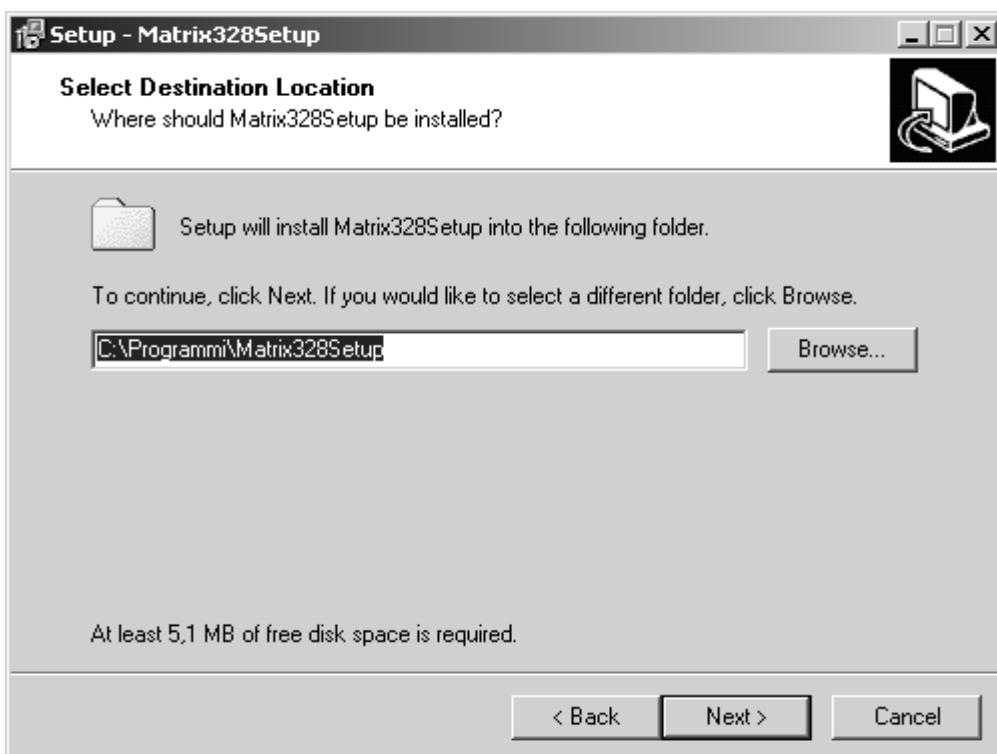 Setup - Matrix328Setup
Select Destination Location
Where should Matrix328Setup be installed?
Setup will install Matrix328Setup into the following folder.
To continue, click Next. If you would like to select a different folder, click Browse.
C:\Programmi\Matrix328Setup
Browse...
At least 5,1 MB of free disk space is required.
< Back
Next >
Cancel